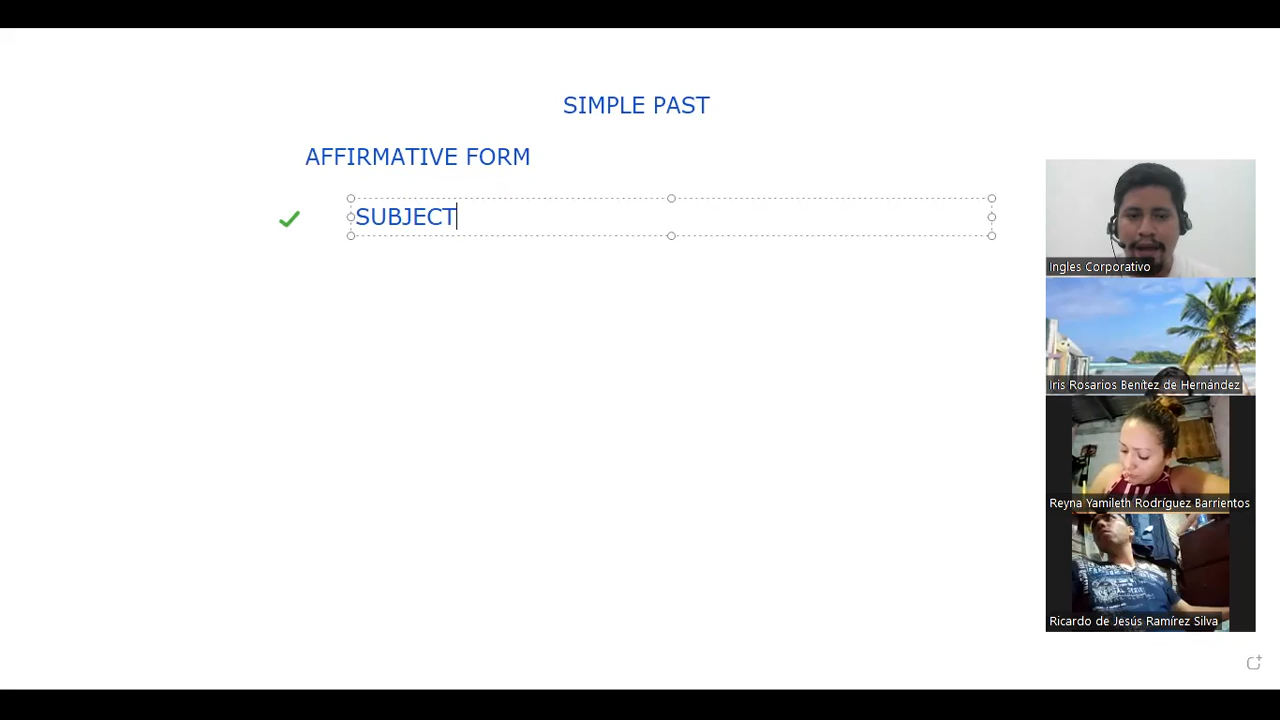 SIMPLE PAST
AFFIRMATIVE FORM
SUBJECT
Ingles Corporativo
Iris Rosarios Benítez de Hernández
Reyna Yamileth Rodríguez Barrientos
Ricardo de Jesús Ramírez Silva